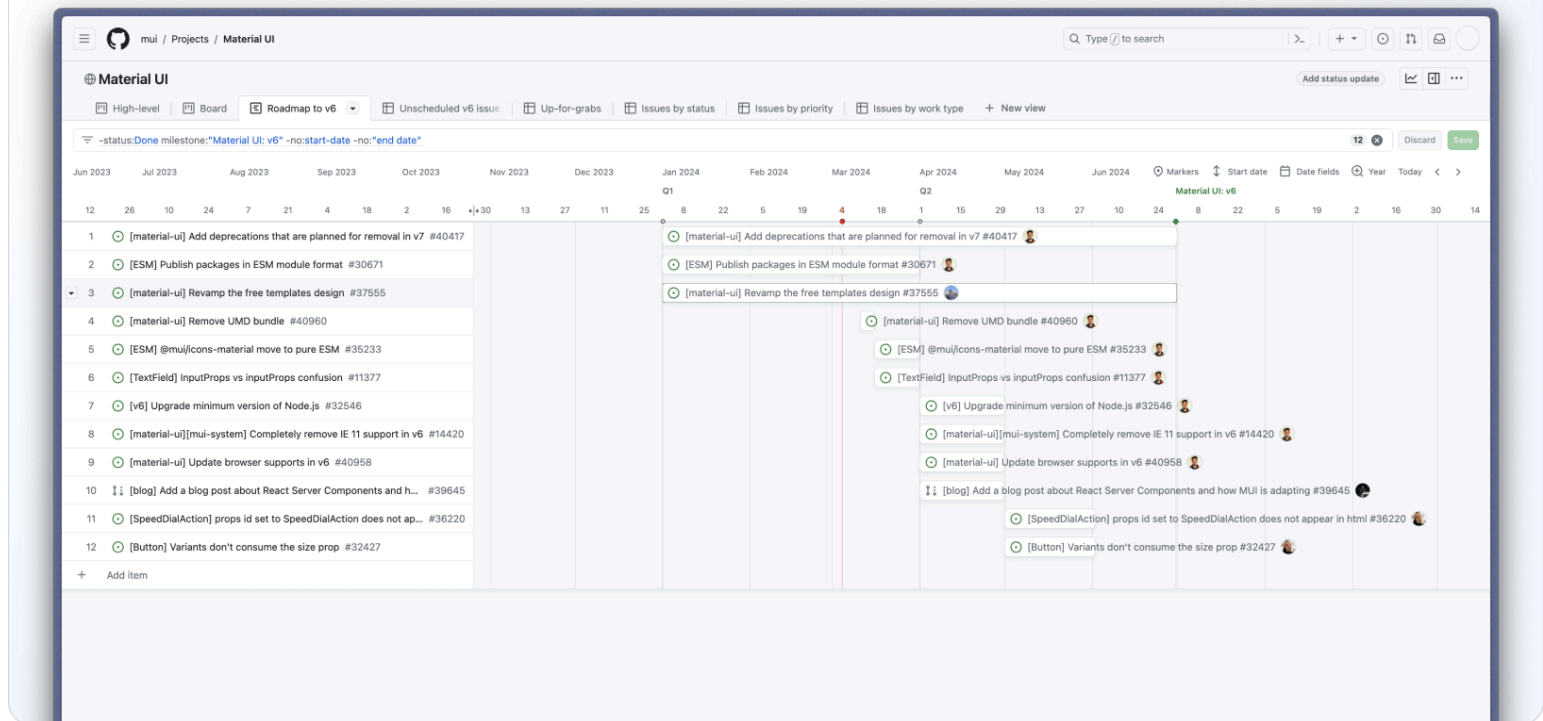 mui / Projects / Material UI
Type / to search
Material UI
Add status update
High-level Board Roadmap to v6 Unscheduled v6 issue Up-for-grabs Issues by status Issues by priority Issues by work type + New view
-status:Done milestone:"Material UI: v6" -no:start-date -no:"end date" 12 Discard Save
Jun 2023 Jul 2023 Aug 2023 Sep 2023 Oct 2023 Nov 2023 Dec 2023 Jan 2024 Feb 2024 Mar 2024 Apr 2024 May 2024 Jun 2024 Markers Start date Date fields Year Today
Q1 Q2 Material UI: v6
12 26 10 24 7 21 4 18 2 16 30 13 27 11 25 8 22 5 19 4 18 1 15 29 13 27 10 24 8 22 5 19 2 16 30 14
1 [material-ui] Add deprecations that are planned for removal in v7 #40417 [material-ui] Add deprecations that are planned for removal in v7 #40417
2 [ESM] Publish packages in ESM module format #30671 [ESM] Publish packages in ESM module format #30671
3 [material-ui] Revamp the free templates design #37555 [material-ui] Revamp the free templates design #37555
4 [material-ui] Remove UMD bundle #40960 [material-ui] Remove UMD bundle #40960
5 [ESM] @mui/icons-material move to pure ESM #35233 [ESM] @mui/icons-material move to pure ESM #35233
6 [TextField] InputProps vs inputProps confusion #11377 [TextField] InputProps vs inputProps confusion #11377
7 [v6] Upgrade minimum version of Node.js #32546 [v6] Upgrade minimum version of Node.js #32546
8 [material-ui][mui-system] Completely remove IE 11 support in v6 #14420 [material-ui][mui-system] Completely remove IE 11 support in v6 #14420
9 [material-ui] Update browser supports in v6 #40958 [material-ui] Update browser supports in v6 #40958
10 [blog] Add a blog post about React Server Components and h... #39645 [blog] Add a blog post about React Server Components and how MUI is adapting #39645
11 [SpeedDialAction] props id set to SpeedDialAction does not ap... #36220 [SpeedDialAction] props id set to SpeedDialAction does not appear in html #36220
12 [Button] Variants don't consume the size prop #32427 [Button] Variants don't consume the size prop #32427
+ Add item